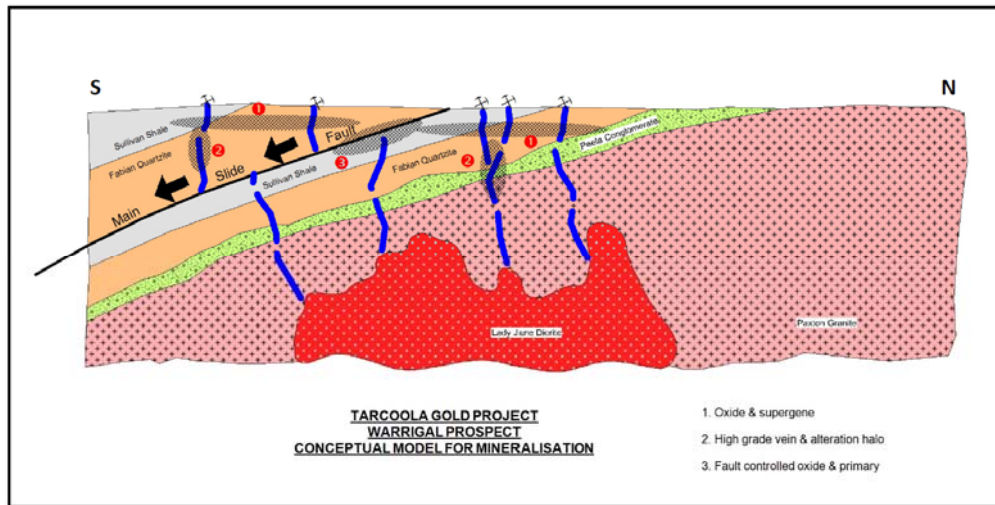 S
N
Sullivan Shale
1
Fabian Quartzite
2
Main Slide Fault
3
Sullivan Shale
Fabian Quartzite
2
1
Peela Conglomerate
Lady Jane Diorite
Paxton Granite
TARCOOLA GOLD PROJECT
WARRIGAL PROSPECT
CONCEPTUAL MODEL FOR MINERALISATION
1. Oxide & supergene
2. High grade vein & alteration halo
3. Fault controlled oxide & primary